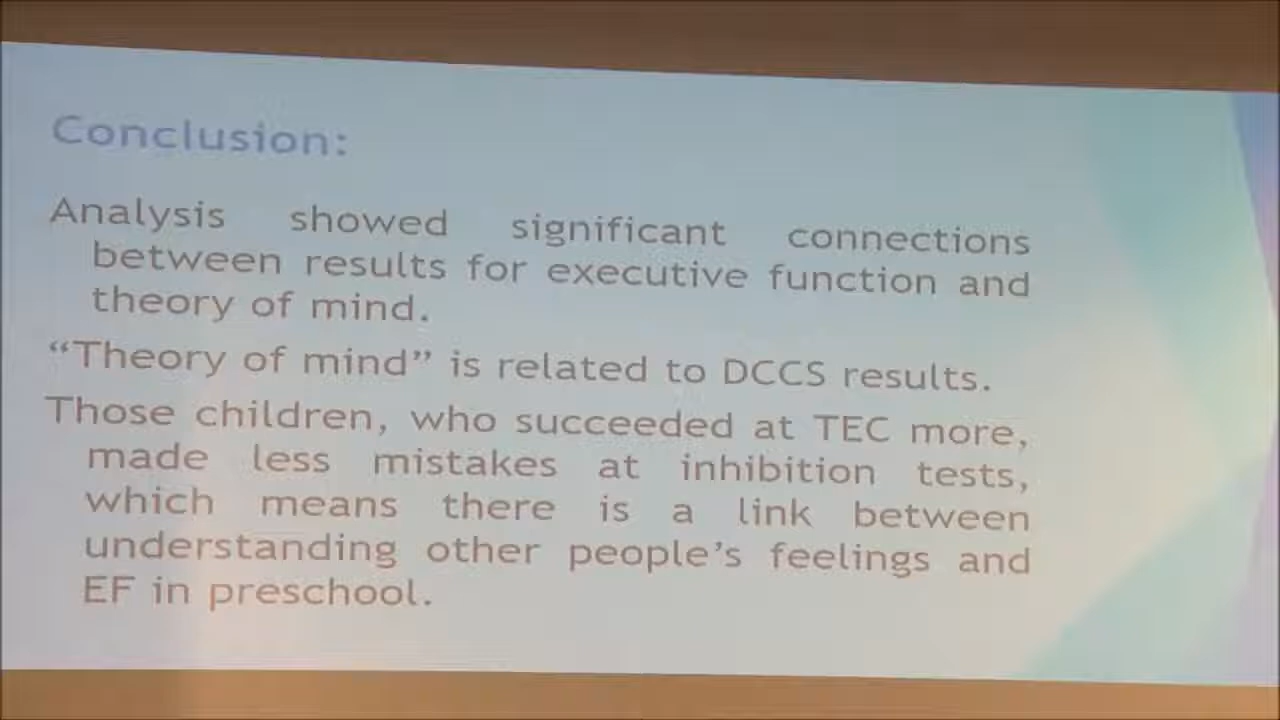 Conclusion:
Analysis showed significant connections
between results for executive function and
theory of mind.
“Theory of mind” is related to DCCS results.
Those children, who succeeded at TEC more,
made less mistakes at inhibition tests,
which means there is a link between
understanding other people’s feelings and
EF in preschool.